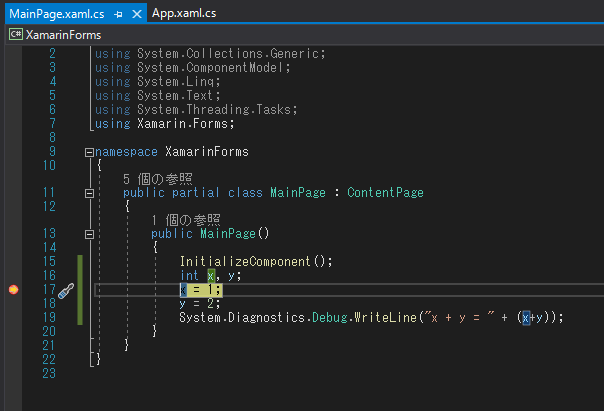 MainPage.xaml.cs App.xaml.cs
C# XamarinForms
2 using System.Collections.Generic;
3 using System.ComponentModel;
4 using System.Linq;
5 using System.Text;
6 using System.Threading.Tasks;
7 using Xamarin.Forms;
8
9 namespace XamarinForms
10 {
5 個の参照
11 public partial class MainPage : ContentPage
12 {
1 個の参照
13 public MainPage()
14 {
15 InitializeComponent();
16 int x, y;
17 x = 1;
18 y = 2;
19 System.Diagnostics.Debug.WriteLine("x + y = " + (x+y));
20 }
21 }
22 }
23